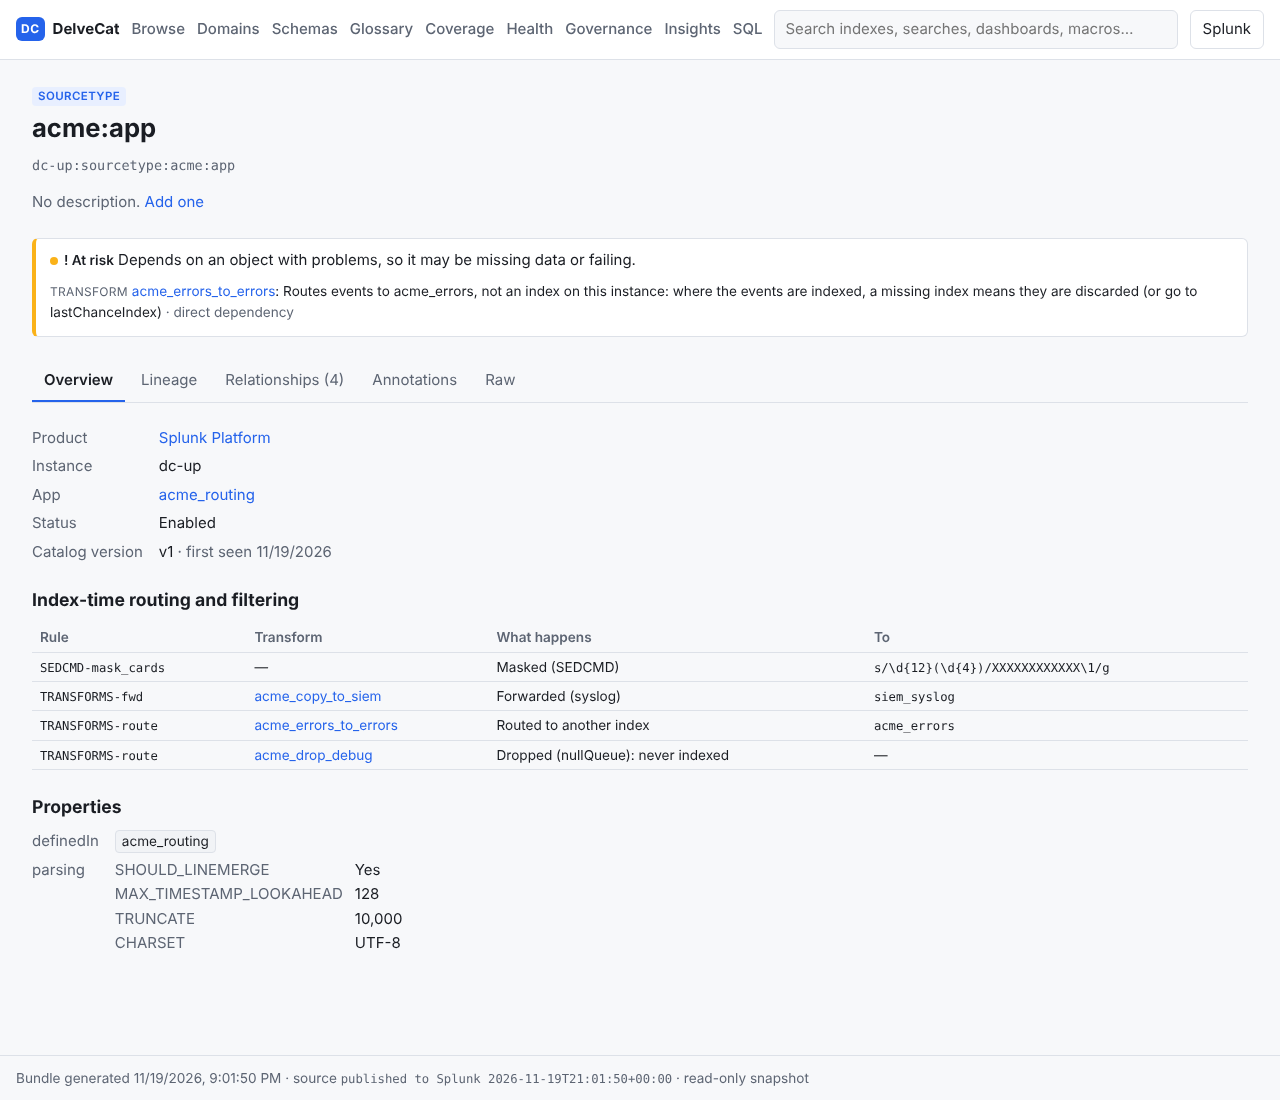 DC DelveCat Browse Domains Schemas Glossary Coverage Health Governance Insights SQL Search indexes, searches, dashboards, macros... Splunk
SOURCETYPE
acme:app
dc-up:sourcetype:acme:app
No description. Add one
! At risk Depends on an object with problems, so it may be missing data or failing.
TRANSFORM acme_errors_to_errors: Routes events to acme_errors, not an index on this instance: where the events are indexed, a missing index means they are discarded (or go to
lastChanceIndex) · direct dependency
Overview Lineage Relationships (4) Annotations Raw
Product Splunk Platform
Instance dc-up
App acme_routing
Status Enabled
Catalog version v1 · first seen 11/19/2026
Index-time routing and filtering
Rule Transform What happens To
SEDCMD-mask_cards — Masked (SEDCMD) s/\d{12}(\d{4})/XXXXXXXXXXXX\1/g
TRANSFORMS-fwd acme_copy_to_siem Forwarded (syslog) siem_syslog
TRANSFORMS-route acme_errors_to_errors Routed to another index acme_errors
TRANSFORMS-route acme_drop_debug Dropped (nullQueue): never indexed —
Properties
definedIn acme_routing
parsing SHOULD_LINEMERGE Yes
MAX_TIMESTAMP_LOOKAHEAD 128
TRUNCATE 10,000
CHARSET UTF-8
Bundle generated 11/19/2026, 9:01:50 PM · source published to Splunk 2026-11-19T21:01:50+00:00 · read-only snapshot